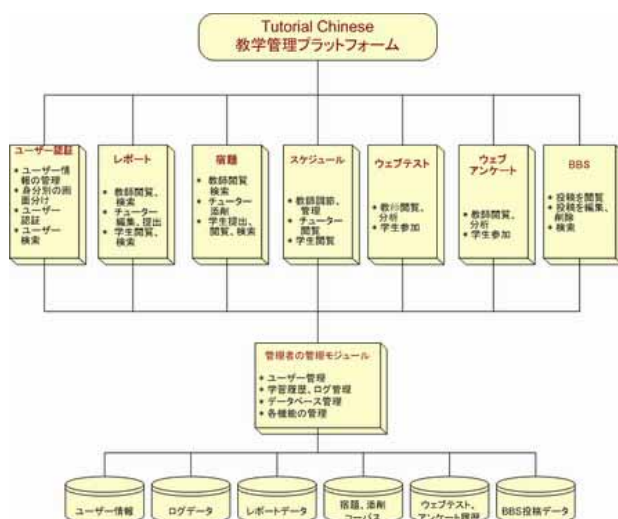 Tutorial Chinese
教学管理プラットフォーム
ユーザー認証
* ユーザー情
報の管理
* 身分別の画
面分け
* ユーザー
認証
* ユーザー
検索
レポート
* 教師閲覧、
検索
* チューター
編集、提出
* 学生閲覧、
検索
宿題
* 教師閲覧
検索
* チューター
添削
* 学生提出、
閲覧、検索
スケジュール
* 教師調節、
管理
* チューター
閲覧
* 学生閲覧
ウェブテスト
* 教師閲覧、
分析
* 学生参加
ウェブ
アンケート
* 教師閲覧、
分析
* 学生参加
BBS
* 投稿を閲覧
* 投稿を編集、
削除
* 検索
管理者の管理モジュール
* ユーザー管理
* 学習履歴、ログ管理
* データベース管理
* 各機能の管理
ユーザー情報
ログデータ
レポートデータ
宿題、添削
コーパス
ウェブテスト、
アンケート履歴
BBS投稿データ